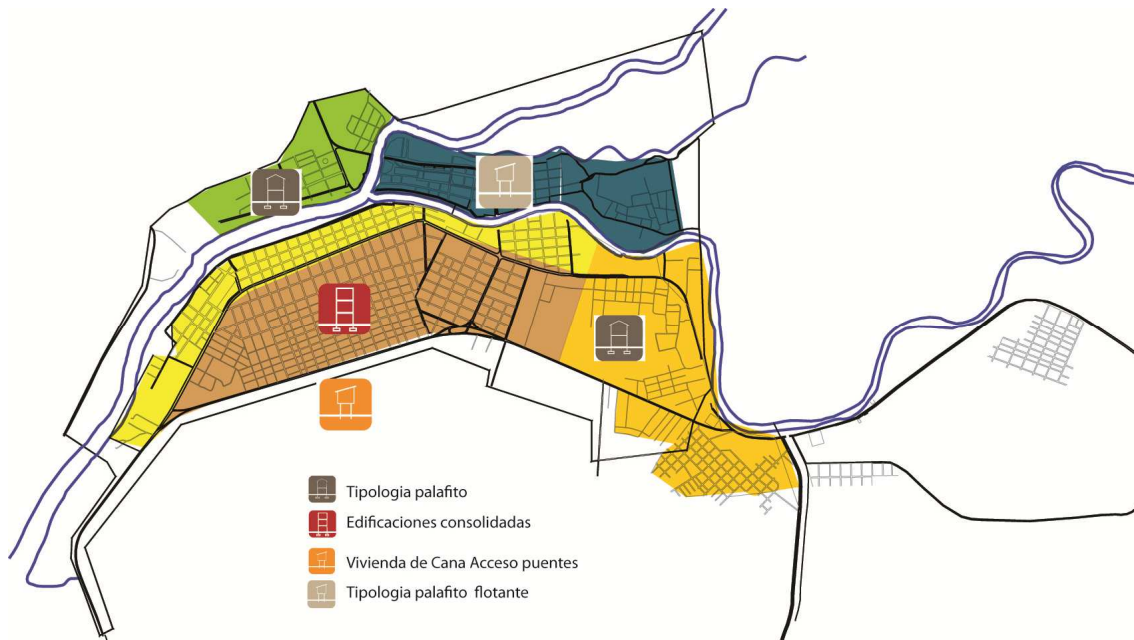 Tipologia palafito
Edificaciones consolidadas
Vivienda de Cana Acceso puentes
Tipologia palafito flotante